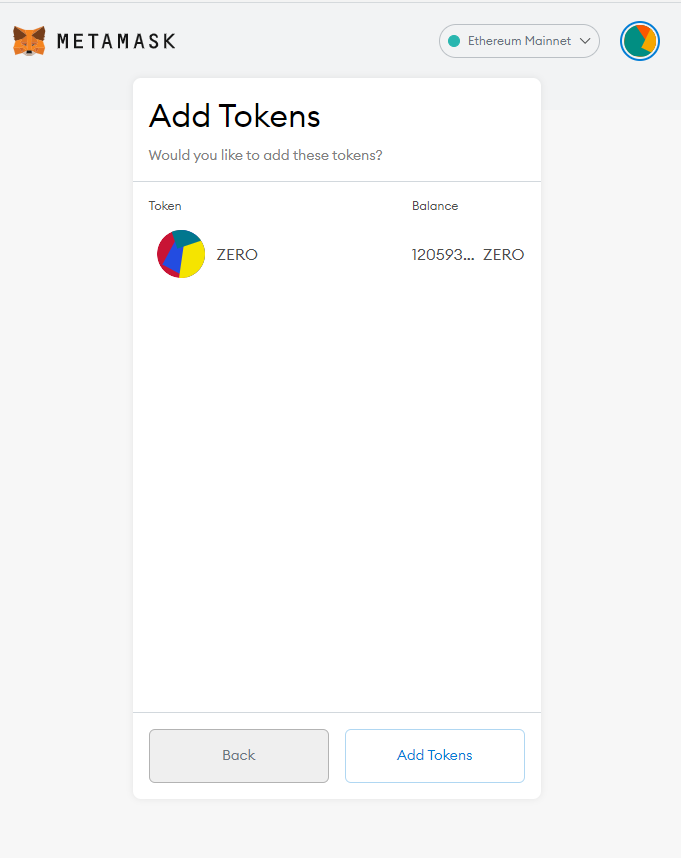 METAMASK
Ethereum Mainnet
Add Tokens
Would you like to add these tokens?
Token Balance
ZERO 120593... ZERO
Back Add Tokens